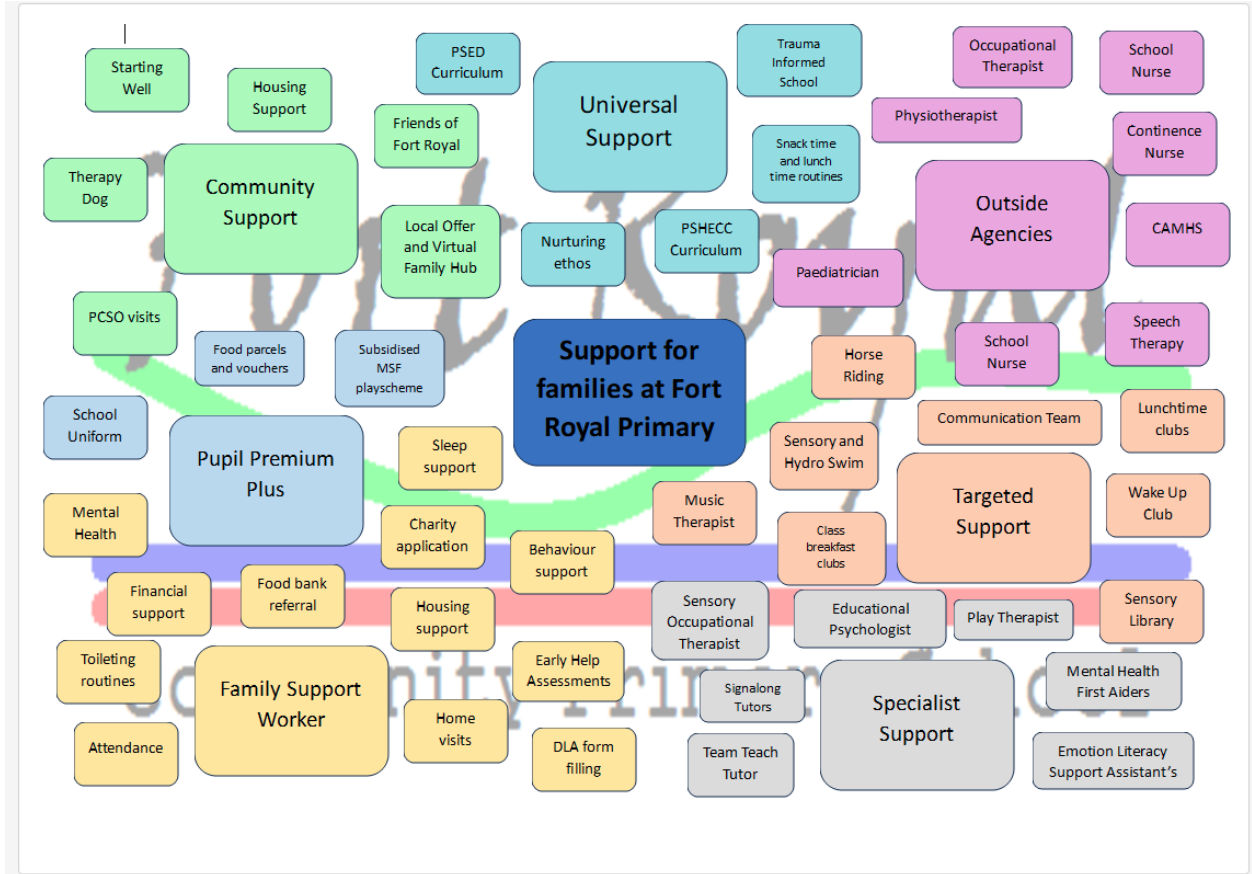 Starting
Well
Housing
Support
Friends of
Fort Royal
Therapy
Dog
Community
Support
Local Offer
and Virtual
Family Hub
PCSO visits
PSED
Curriculum
Universal
Support
Trauma
Informed
School
Snack time
and lunch
time routines
Nurturing
ethos
PSHECC
Curriculum
Occupational
Therapist
School
Nurse
Physiotherapist
Continence
Nurse
Outside
Agencies
CAMHS
Paediatrician
School
Nurse
Speech
Therapy
Support for
families at Fort
Royal Primary
Food parcels
and vouchers
Subsidised
MSF
playscheme
School
Uniform
Pupil Premium
Plus
Horse
Riding
Communication Team
Lunchtime
clubs
Sensory and
Hydro Swim
Targeted
Support
Wake Up
Club
Music
Therapist
Class
breakfast
clubs
Sensory
Library
Sleep
support
Mental
Health
Charity
application
Behaviour
support
Financial
support
Food bank
referral
Housing
support
Toileting
routines
Family Support
Worker
Early Help
Assessments
Home
visits
Attendance
DLA form
filling
Sensory
Occupational
Therapist
Educational
Psychologist
Play Therapist
Signalong
Tutors
Specialist
Support
Mental Health
First Aiders
Team Teach
Tutor
Emotion Literacy
Support Assistant's